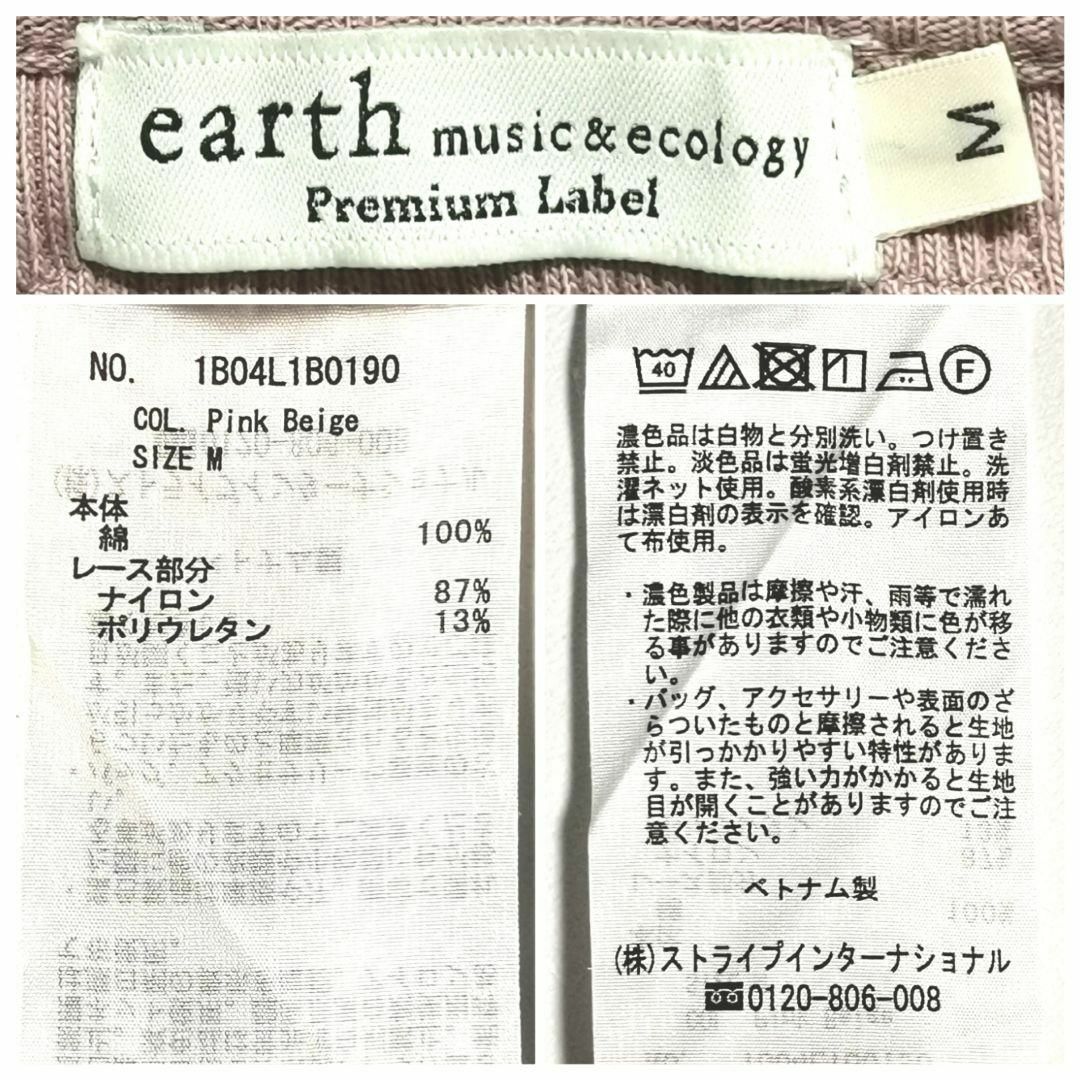 earth music&ecology
Premium Label
M
NO. 1B04L1B0190
COL. Pink Beige
SIZE M
本体
綿 100%
レース部分
ナイロン 87%
ポリウレタン 13%
40
F
濃色品は白物と分別洗い。つけ置き
禁止。淡色品は蛍光増白剤禁止。洗
濯ネット使用。酸素系漂白剤使用時
は漂白剤の表示を確認。アイロンあ
て布使用。
・濃色製品は摩擦や汗、雨等で濡れ
た際に他の衣類や小物類に色が移
る事がありますのでご注意くださ
い。
・バッグ、アクセサリーや表面のざ
らついたものと摩擦されると生地
が引っかかりやすい特性がありま
す。また、強い力がかかると生地
目が開くことがありますのでご注
意ください。
ベトナム製
(株)ストライプインターナショナル
0120-806-008